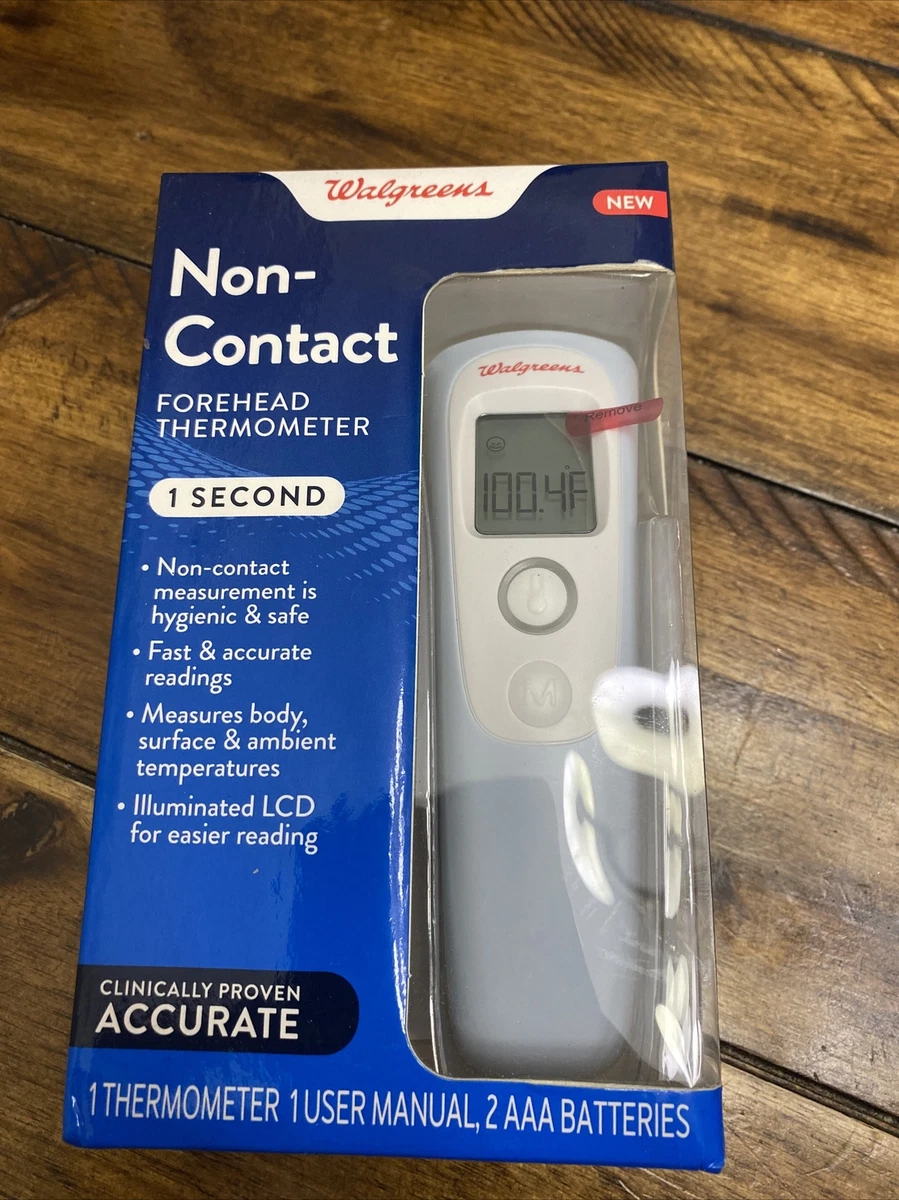 Walgreens
NEW
Non-
Contact
FOREHEAD
THERMOMETER
1 SECOND
• Non-contact
measurement is
hygienic & safe
• Fast & accurate
readings
• Measures body,
surface & ambient
temperatures
• Illuminated LCD
for easier reading
CLINICALLY PROVEN
ACCURATE
1 THERMOMETER 1 USER MANUAL, 2 AAA BATTERIES
Walgreens
Remove
100.4°F
M